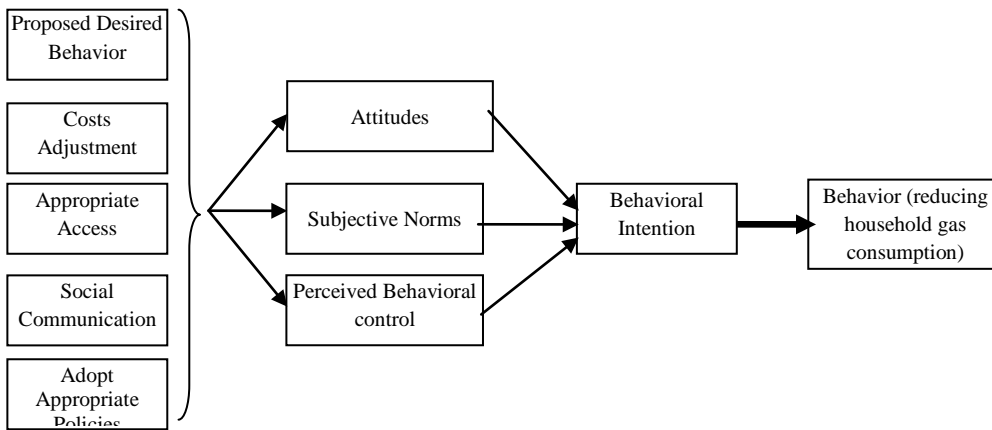 Proposed Desired
Behavior
Costs
Adjustment
Appropriate
Access
Social
Communication
Adopt
Appropriate
Policies
Attitudes
Subjective Norms
Perceived Behavioral
control
Behavioral
Intention
Behavior (reducing
household gas
consumption)